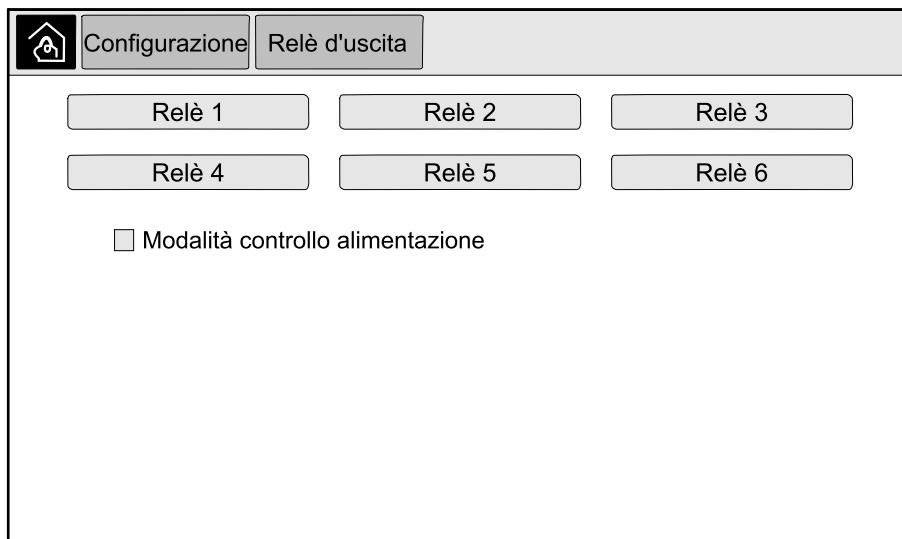 Configurazione Relè d'uscita
Relè 1 Relè 2 Relè 3
Relè 4 Relè 5 Relè 6
Modalità controllo alimentazione